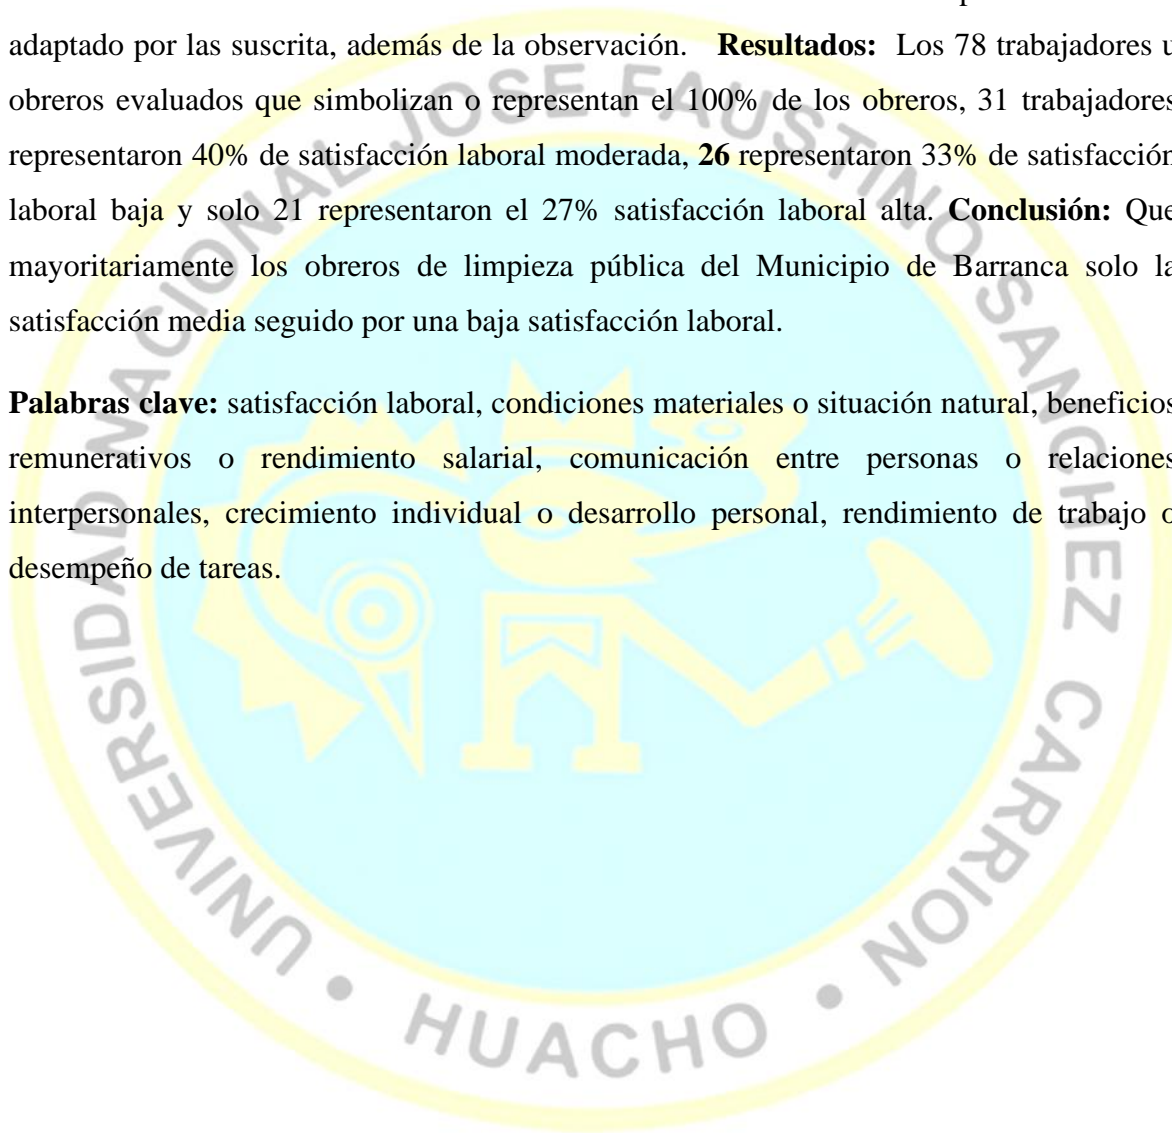 adaptado por las suscrita, además de la observación. Resultados: Los 78 trabajadores u
obreros evaluados que simbolizan o representan el 100% de los obreros, 31 trabajadores
representaron 40% de satisfacción laboral moderada, 26 representaron 33% de satisfacción
laboral baja y solo 21 representaron el 27% satisfacción laboral alta. Conclusión: Que
mayoritariamente los obreros de limpieza pública del Municipio de Barranca solo la
satisfacción media seguido por una baja satisfacción laboral.
Palabras clave: satisfacción laboral, condiciones materiales o situación natural, beneficios
remunerativos o rendimiento salarial, comunicación entre personas o relaciones
interpersonales, crecimiento individual o desarrollo personal, rendimiento de trabajo o
desempeño de tareas.
UNIVERSIDAD NACIONAL JOSE FAUSTINO SANCHEZ CARRION
• HUACHO •